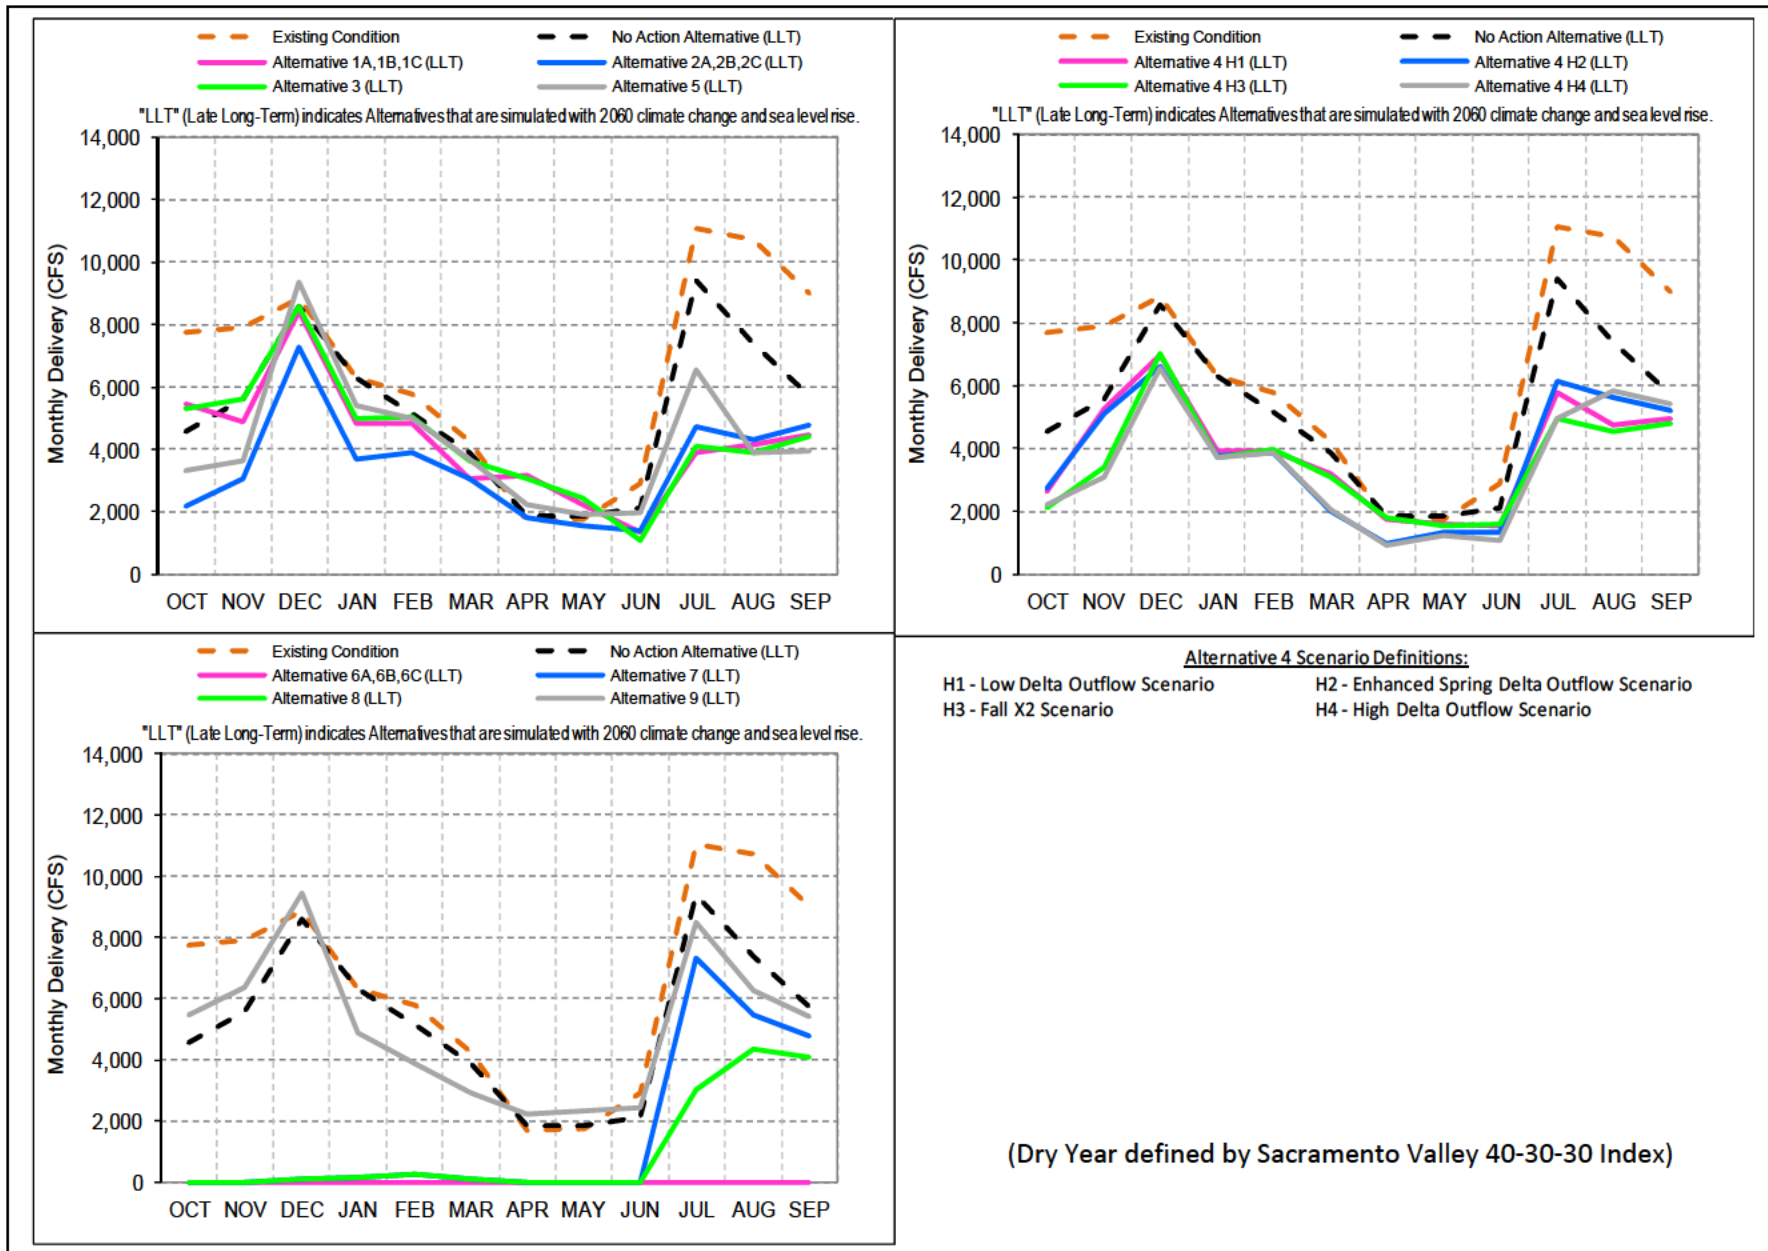 Existing Condition No Action Alternative (LLT)
Alternative 1A,1B,1C (LLT) Alternative 2A,2B,2C (LLT)
Alternative 3 (LLT) Alternative 5 (LLT)
"LLT" (Late Long-Term) indicates Alternatives that are simulated with 2060 climate change and sea level rise.
Monthly Delivery (CFS)
14,000
12,000
10,000
8,000
6,000
4,000
2,000
0
OCT NOV DEC JAN FEB MAR APR MAY JUN JUL AUG SEP
Existing Condition No Action Alternative (LLT)
Alternative 4 H1 (LLT) Alternative 4 H2 (LLT)
Alternative 4 H3 (LLT) Alternative 4 H4 (LLT)
"LLT" (Late Long-Term) indicates Alternatives that are simulated with 2060 climate change and sea level rise.
Monthly Delivery (CFS)
14,000
12,000
10,000
8,000
6,000
4,000
2,000
0
OCT NOV DEC JAN FEB MAR APR MAY JUN JUL AUG SEP
Existing Condition No Action Alternative (LLT)
Alternative 6A,6B,6C (LLT) Alternative 7 (LLT)
Alternative 8 (LLT) Alternative 9 (LLT)
"LLT" (Late Long-Term) indicates Alternatives that are simulated with 2060 climate change and sea level rise.
Monthly Delivery (CFS)
14,000
12,000
10,000
8,000
6,000
4,000
2,000
0
OCT NOV DEC JAN FEB MAR APR MAY JUN JUL AUG SEP
Alternative 4 Scenario Definitions:
H1 - Low Delta Outflow Scenario H2 - Enhanced Spring Delta Outflow Scenario
H3 - Fall X2 Scenario H4 - High Delta Outflow Scenario
(Dry Year defined by Sacramento Valley 40-30-30 Index)